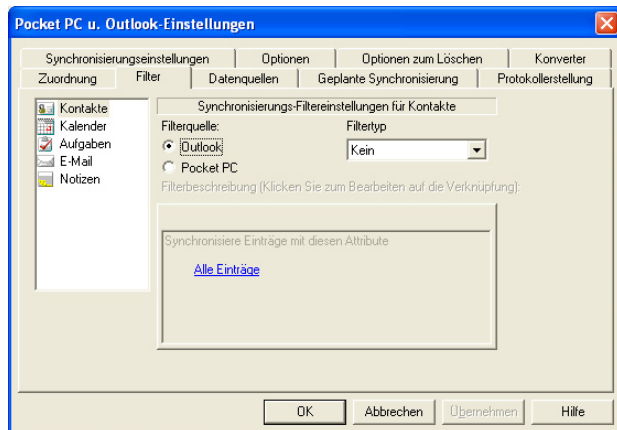 Pocket PC u. Outlook-Einstellungen
Synchronisierungseinstellungen Optionen Optionen zum Löschen Konverter
Zuordnung Filter Datenquellen Geplante Synchronisierung Protokollerstellung
Kontakte
Kalender
Aufgaben
E-Mail
Notizen
Synchronisierungs-Filtereinstellungen für Kontakte
Filterquelle: Filtertyp
Outlook Kein
Pocket PC
Filterbeschreibung (Klicken Sie zum Bearbeiten auf die Verknüpfung):
Synchronisiere Einträge mit diesen Attribute
Alle Einträge
OK Abbrechen Übernehmen Hilfe